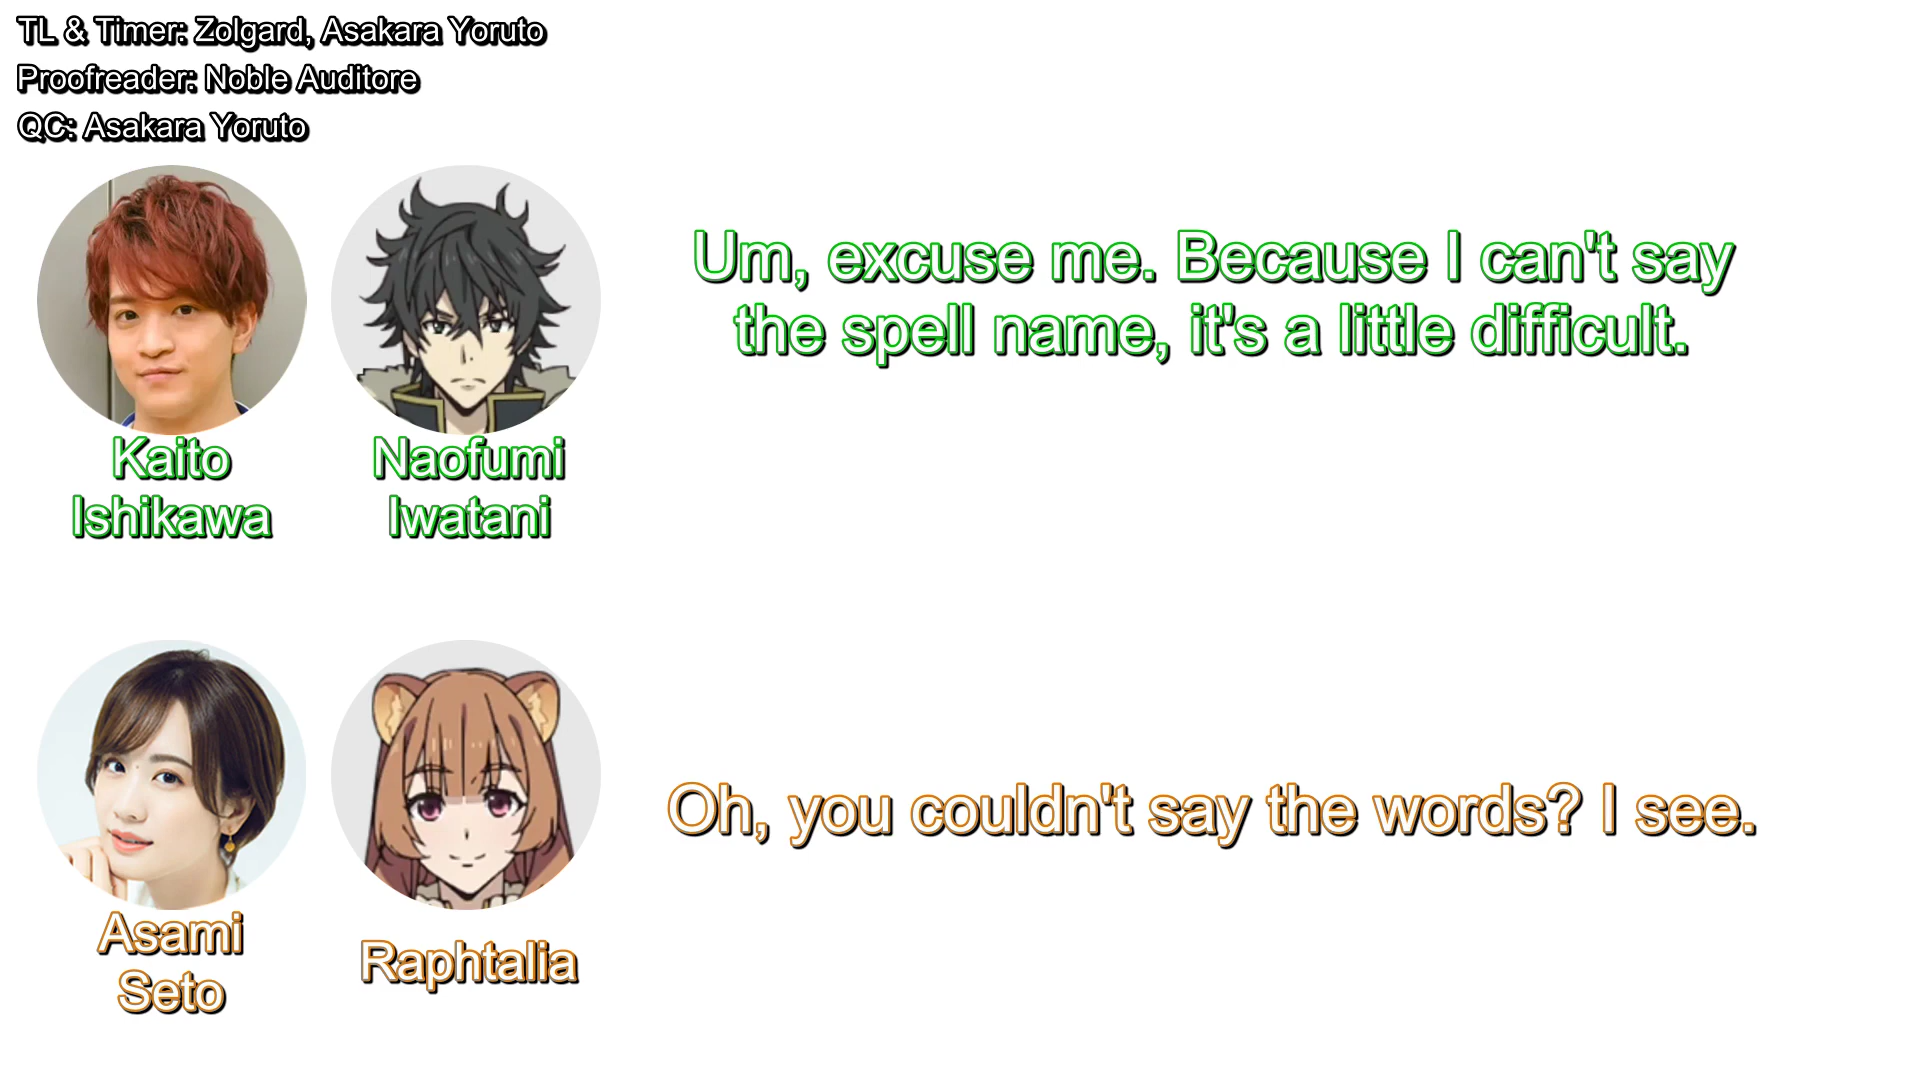 TL & Timer: Zolgard, Asakara Yoruto
Proofreader: Noble Auditore
QC: Asakara Yoruto
Um, excuse me. Because I can't say
the spell name, it's a little difficult.
Kaito
Ishikawa
Naofumi
Iwatani
Oh, you couldn't say the words? I see.
Asami
Seto
Raphtalia